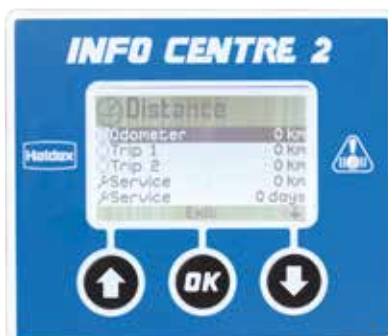 INFO CENTRE 2
Distance
Odometer 0 km
Trip 1 0 km
Trip 2 0 km
Service 0 km
Service 0 days
Exit
Haldex
OK